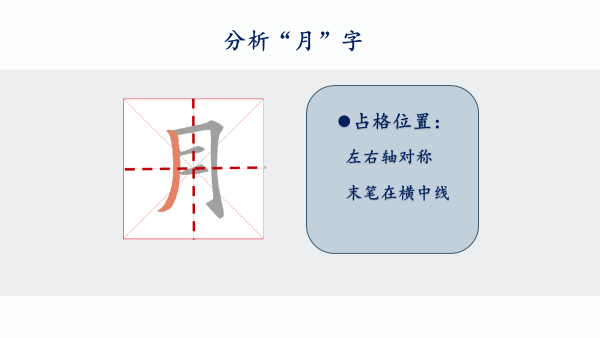 分析“月”字
月
●占格位置：
左右轴对称
末笔在横中线